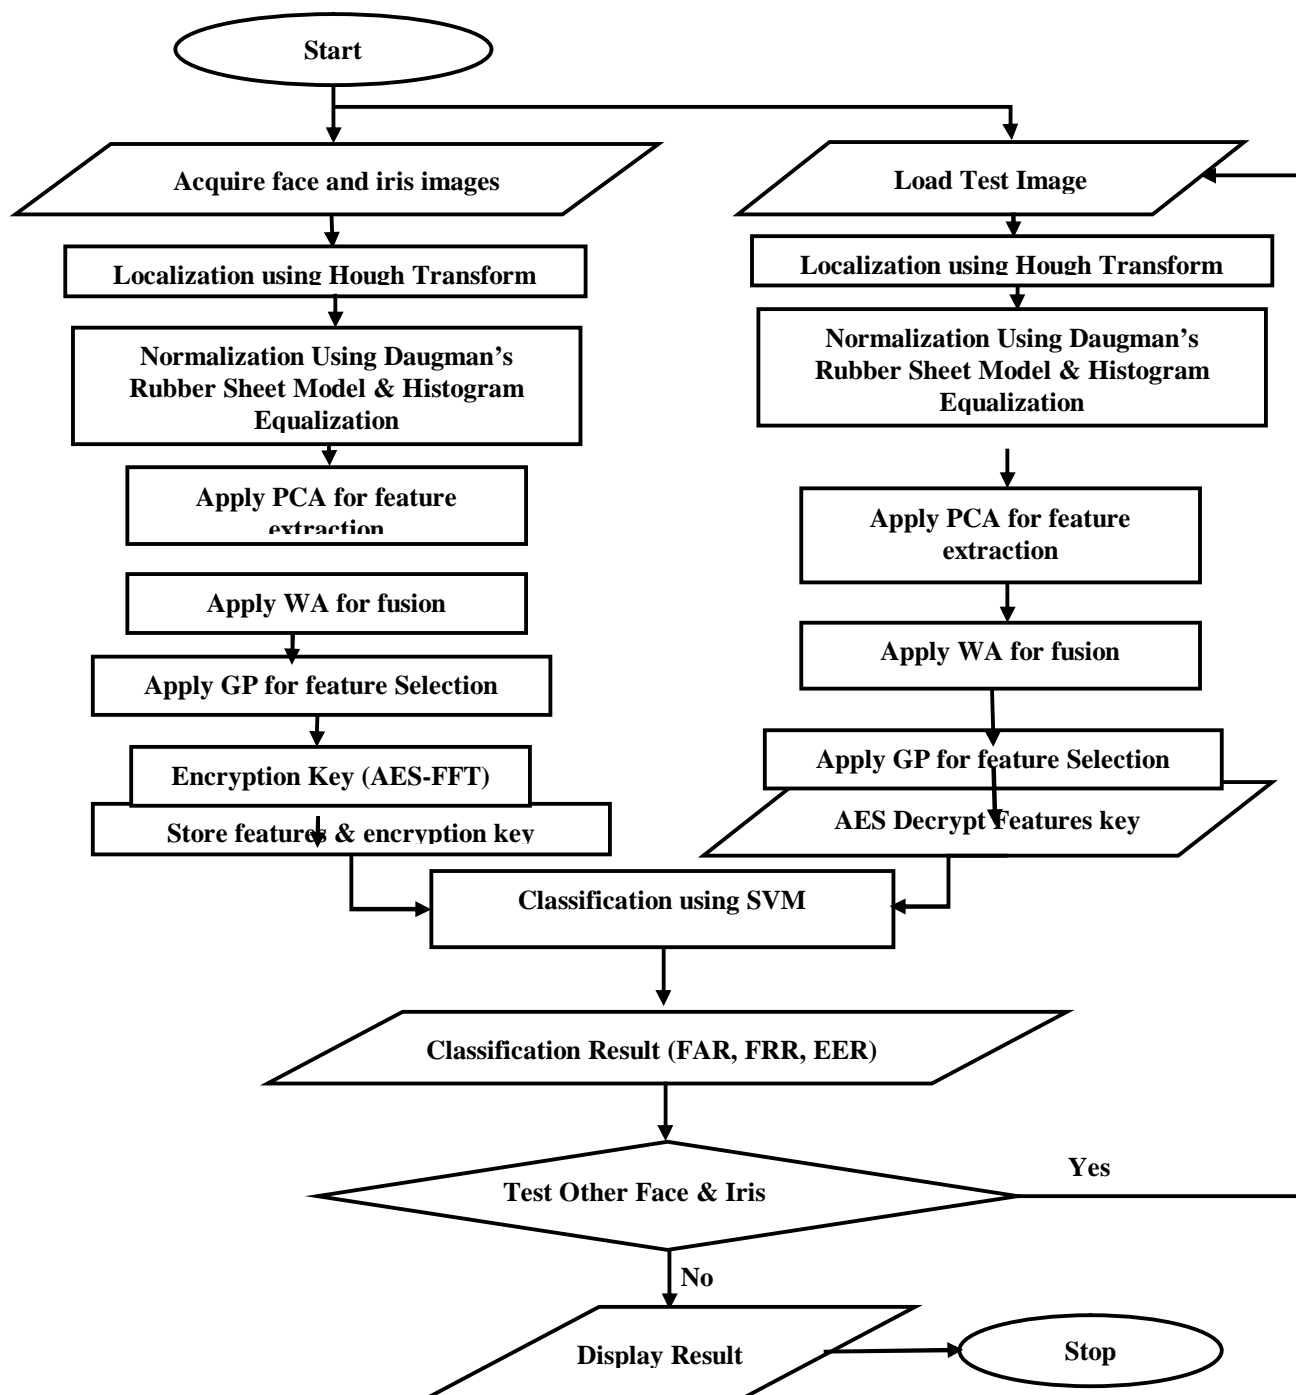 Start
Acquire face and iris images
Localization using Hough Transform
Normalization Using Daugman's
Rubber Sheet Model & Histogram
Equalization
Apply PCA for feature
extraction
Apply WA for fusion
Apply GP for feature Selection
Encryption Key (AES-FFT)
Store features & encryption key
Load Test Image
Localization using Hough Transform
Normalization Using Daugman's
Rubber Sheet Model & Histogram
Equalization
Apply PCA for feature
extraction
Apply WA for fusion
Apply GP for feature Selection
AES Decrypt Features key
Classification using SVM
Classification Result (FAR, FRR, EER)
Test Other Face & Iris
Yes
No
Display Result
Stop